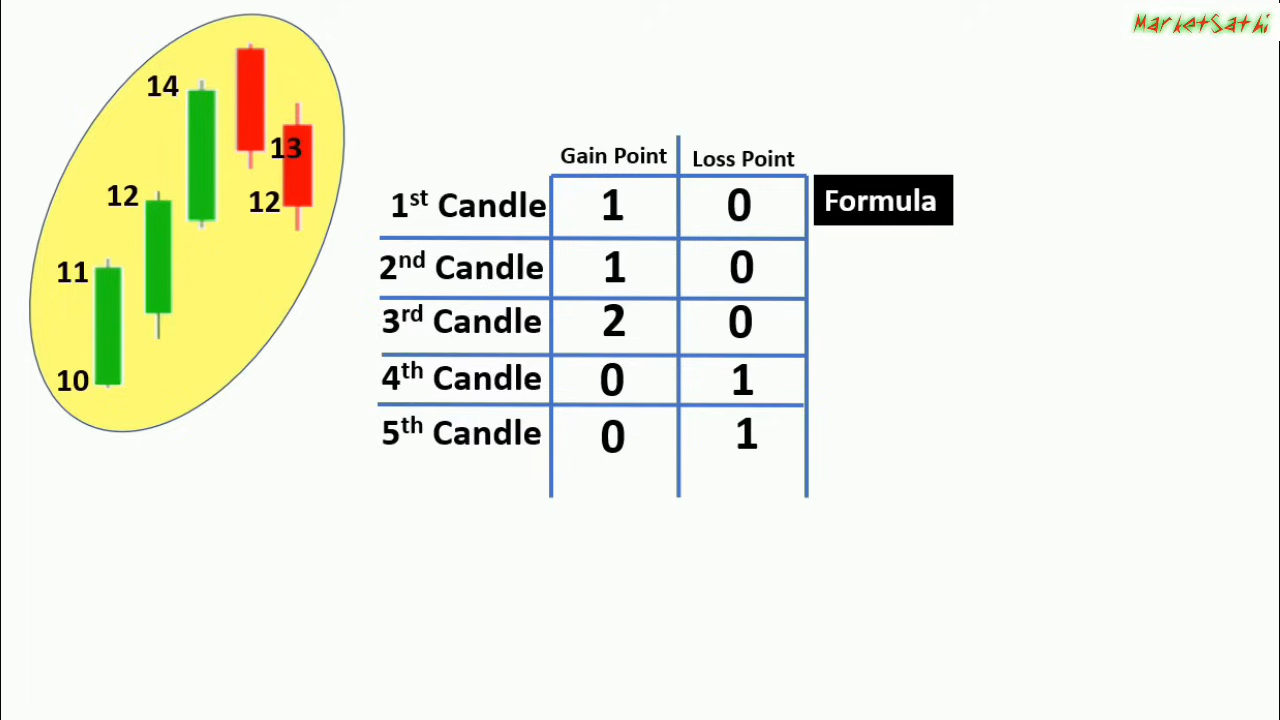 MarketSathi
14
13
12
12
11
10
Gain Point Loss Point
1st Candle 1 0
2nd Candle 1 0
3rd Candle 2 0
4th Candle 0 1
5th Candle 0 1
Formula